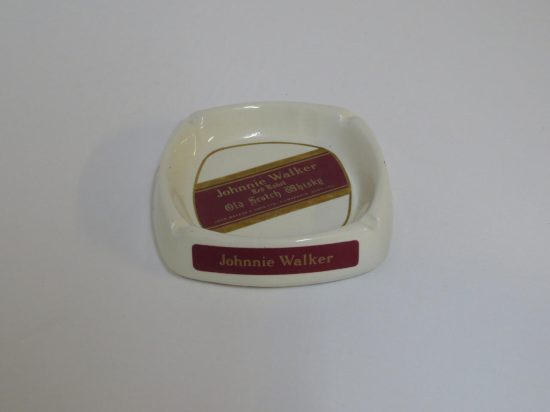 Johnnie Walker
Red Label
Old Scotch Whisky
Johnnie Walker